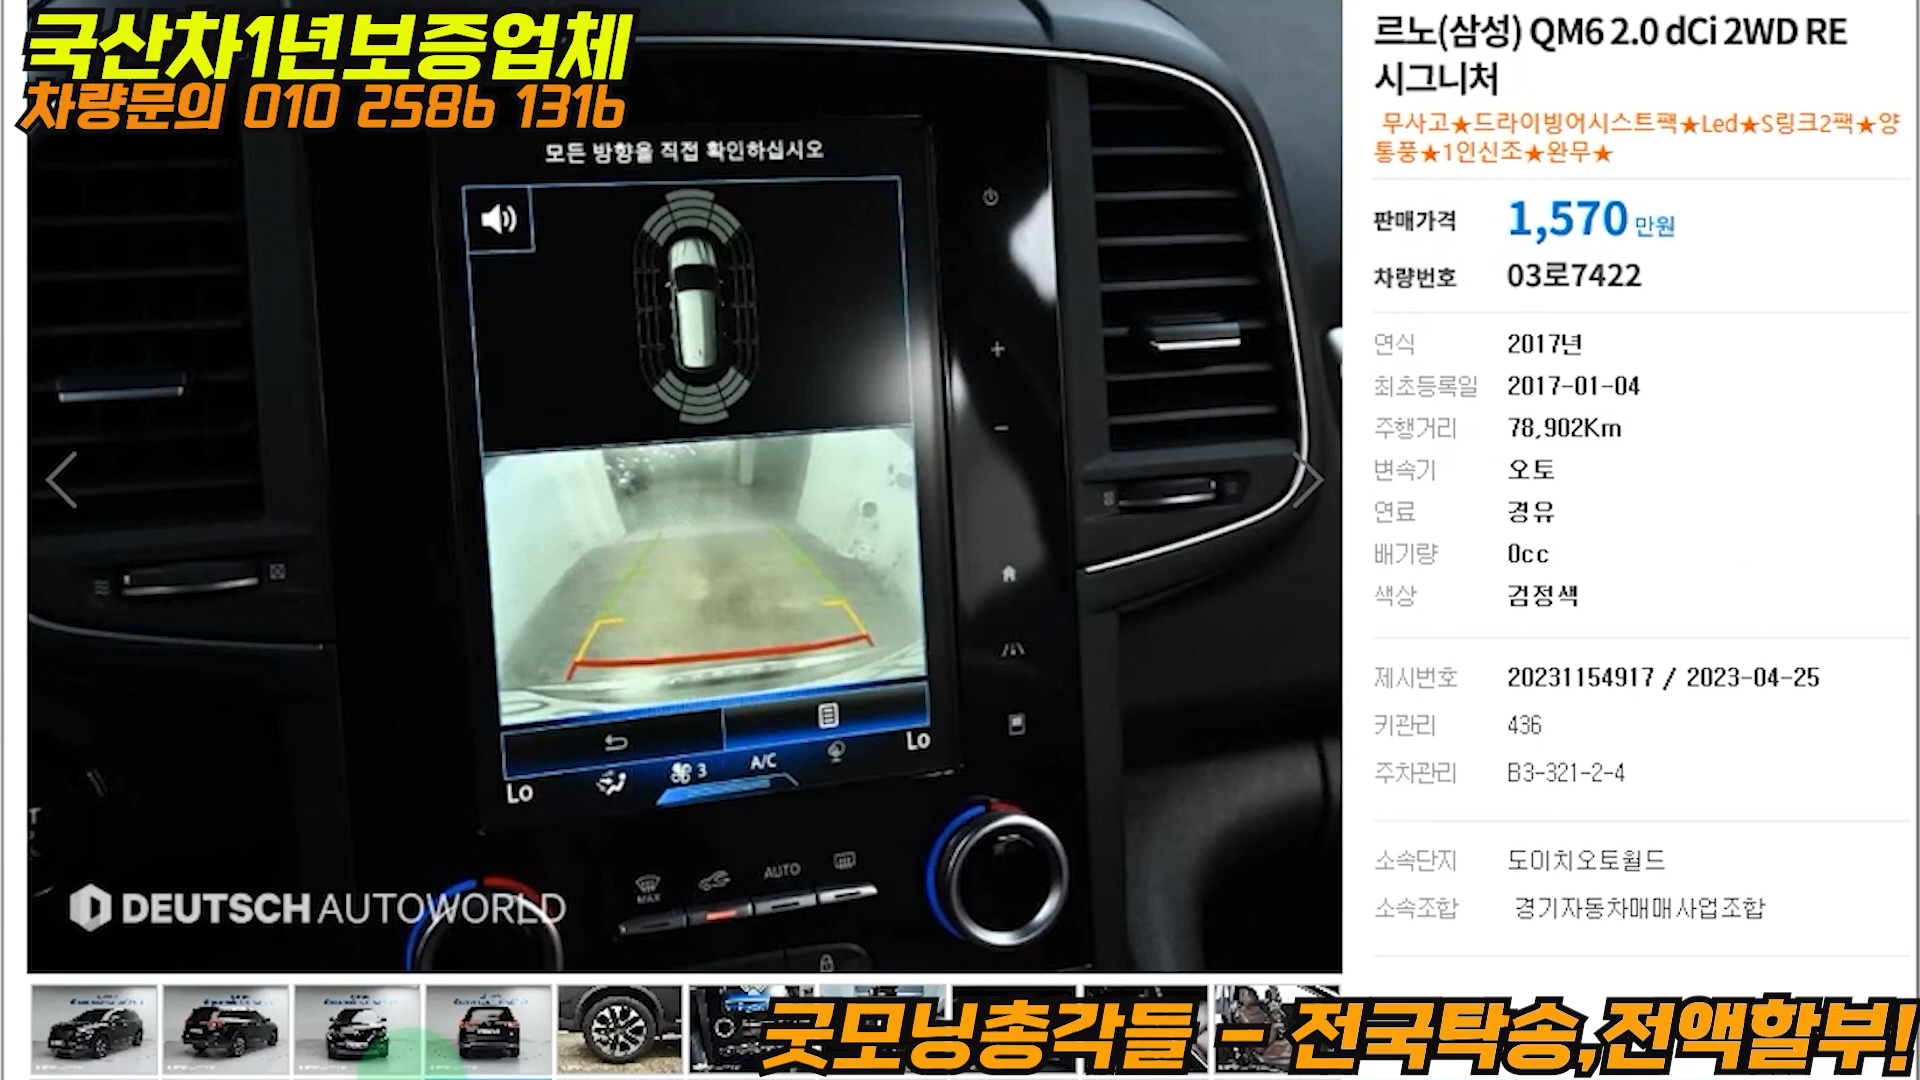 국산차1년보증업체
차량문의 010 2586 1316
모든 방향을 직접 확인하십시오
Lo
3
A/C
Lo
MAX
AUTO
DEUTSCH AUTOWORLD
르노(삼성) QM6 2.0 dCi 2WD RE
시그니처
무사고★드라이빙어시스트팩★Led★S링크2팩★양
통풍★1인신조★완무★
판매가격 1,570 만원
차량번호 03로7422
연식 2017년
최초등록일 2017-01-04
주행거리 78,902Km
변속기 오토
연료 경유
배기량 0cc
색상 검정색
제시번호 20231154917 / 2023-04-25
키관리 436
주차관리 B3-321-2-4
소속단지 도이치오토월드
소속조합 경기자동차매매사업조합
굿모닝총각들 - 전국탁송,전액할부!